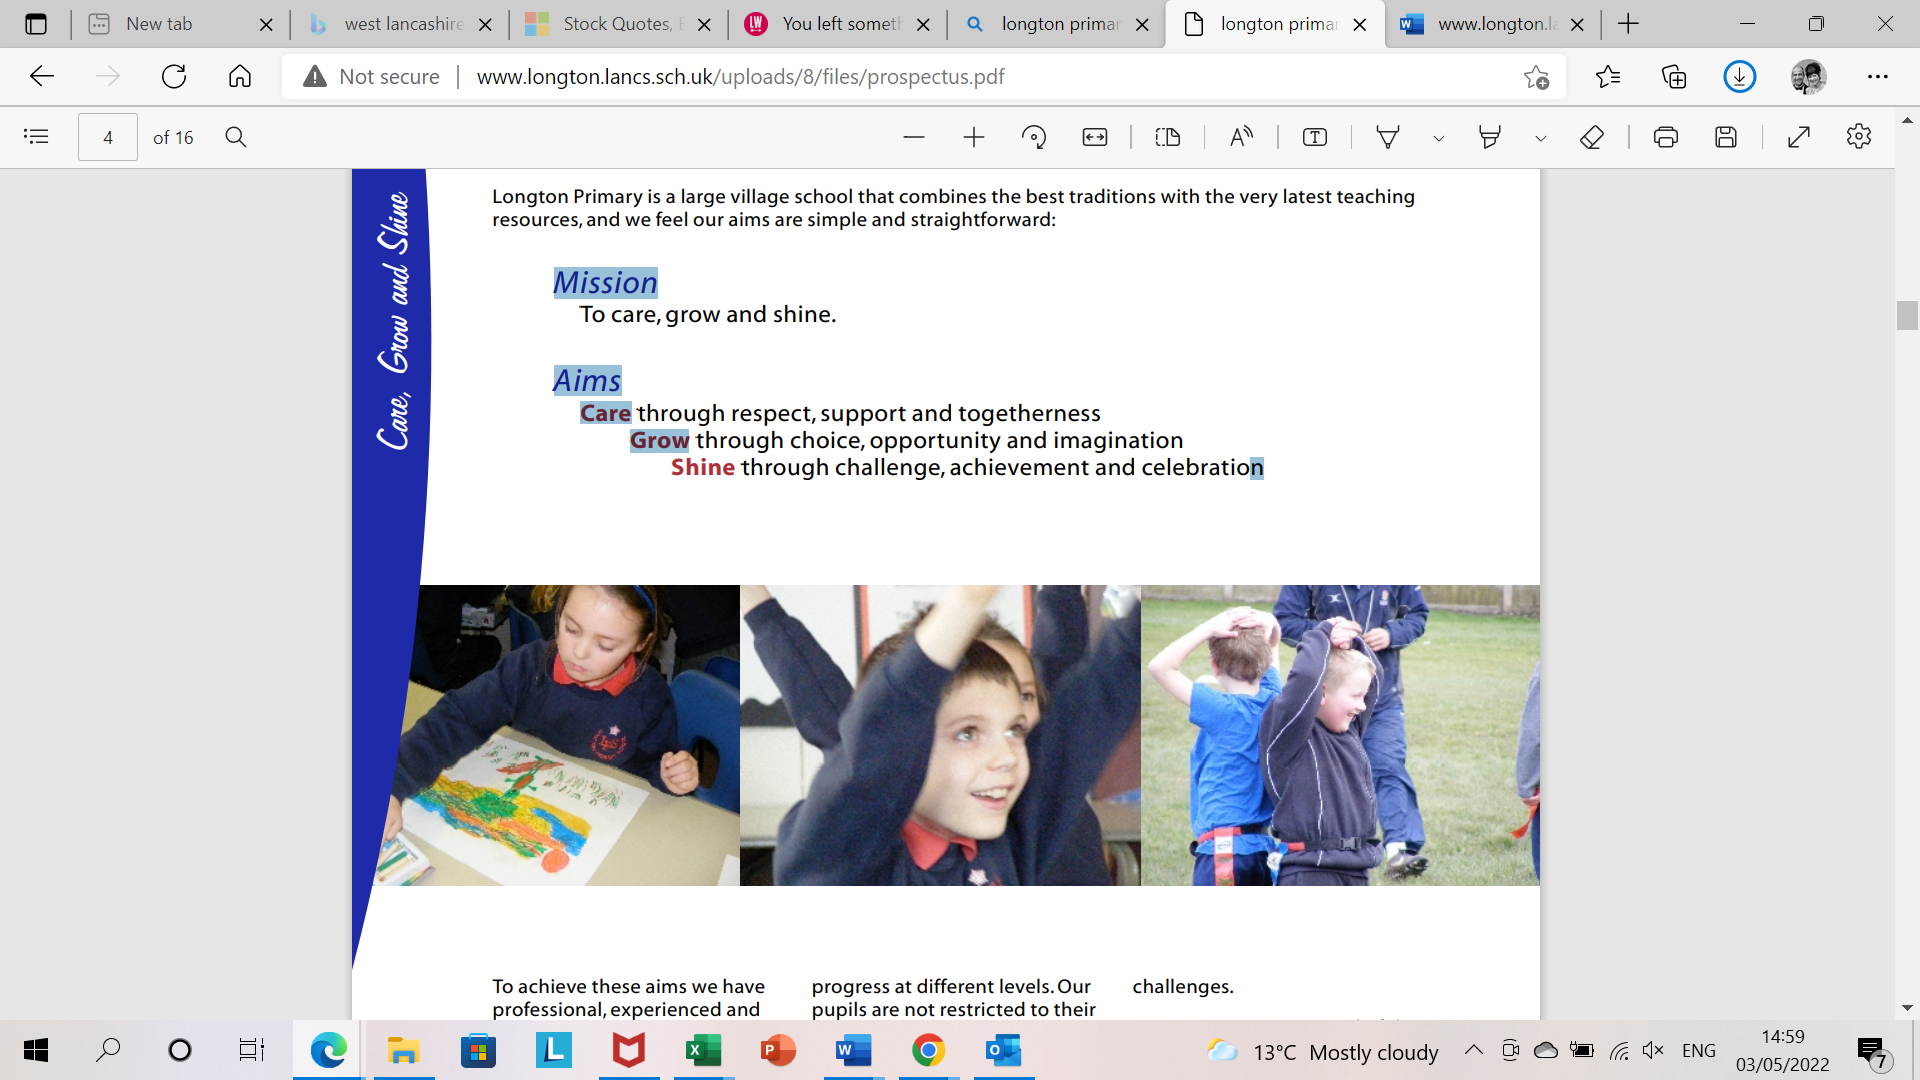 New tab
west lancashire
Stock Quotes, B
You left someth
longton primar
longton primar
www.longton.la
Not secure
www.longton.lancs.sch.uk/uploads/8/files/prospectus.pdf
4 of 16
Care, Grow and Shine
Longton Primary is a large village school that combines the best traditions with the very latest teaching
resources, and we feel our aims are simple and straightforward:
Mission
To care, grow and shine.
Aims
Care through respect, support and togetherness
Grow through choice, opportunity and imagination
Shine through challenge, achievement and celebration
To achieve these aims we have
professional, experienced and
progress at different levels. Our
pupils are not restricted to their
challenges.
13°C Mostly cloudy
ENG
14:59
03/05/2022
7